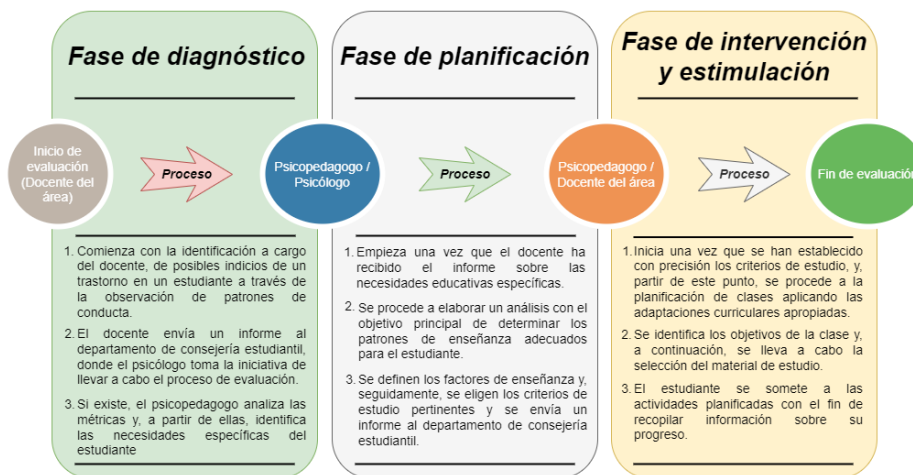 Fase de diagnóstico
Fase de planificación
Fase de intervención
y estimulación
Inicio de
evaluación
(Docente del
área)
Proceso
Psicopedagogo /
Psicólogo
Proceso
Psicopedagogo /
Docente del área
Proceso
Fin de evaluación
1. Comienza con la identificación a cargo
del docente, de posibles indicios de un
trastorno en un estudiante a través de
la observación de patrones de
conducta.
2. El docente envía un informe al
departamento de consejería estudiantil,
donde el psicólogo toma la iniciativa de
llevar a cabo el proceso de evaluación.
3. Si existe, el psicopedagogo analiza las
métricas y, a partir de ellas, identifica
las necesidades específicas del
estudiante
1. Empieza una vez que el docente ha
recibido el informe sobre las
necesidades educativas específicas.
2. Se procede a elaborar un análisis con el
objetivo principal de determinar los
patrones de enseñanza adecuados
para el estudiante.
3. Se definen los factores de enseñanza y,
seguidamente, se eligen los criterios de
estudio pertinentes y se envía un
informe al departamento de consejería
estudiantil.
1. Inicia una vez que se han establecido
con precisión los criterios de estudio, y,
partir de este punto, se procede a la
planificación de clases aplicando las
adaptaciones curriculares apropiadas.
2. Se identifica los objetivos de la clase y,
a continuación, se lleva a cabo la
selección del material de estudio.
3. El estudiante se somete a las
actividades planificadas con el fin de
recopilar información sobre su
progreso.